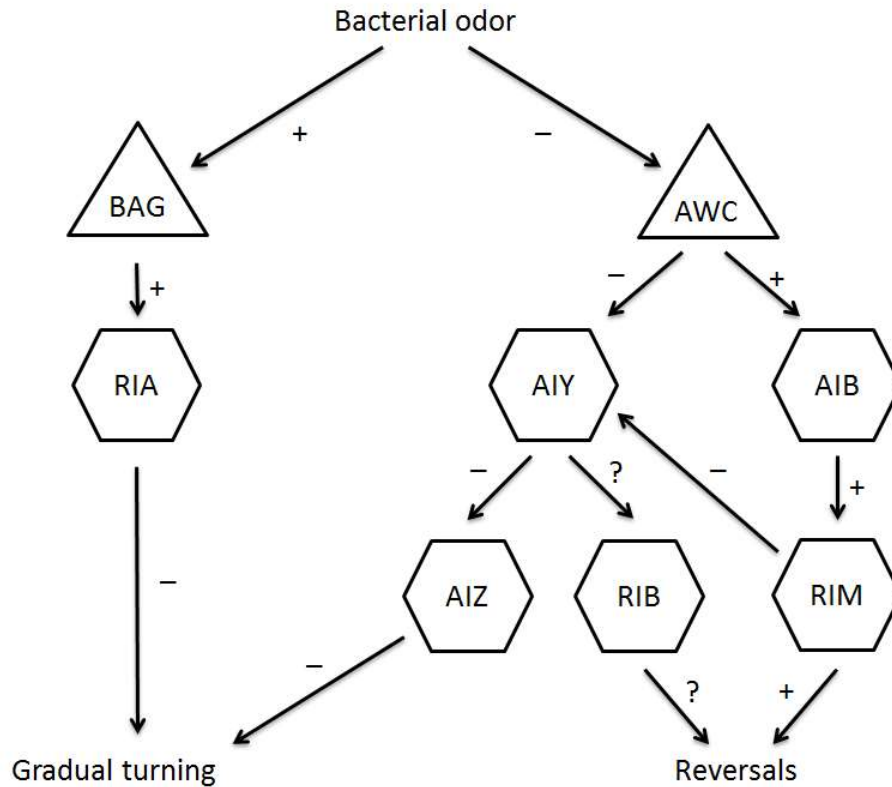 Bacterial odor
+ –
BAG AWC
– +
+
RIA AIY AIB
– ? – +
–
AIZ RIB RIM
–
? +
Gradual turning Reversals